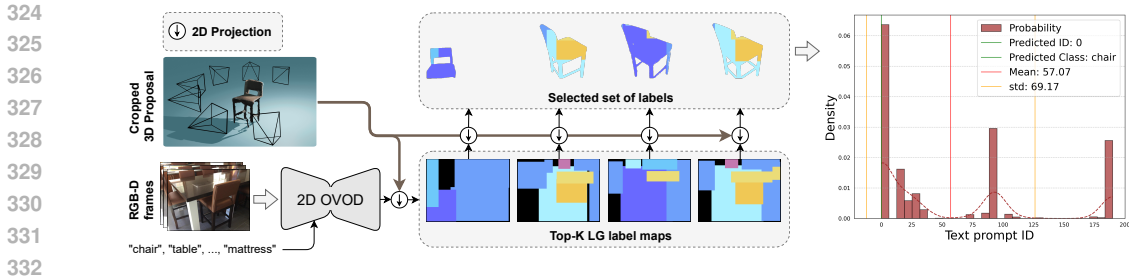 324
325
326
327
328
329
330
331
332
2D Projection
Cropped
3D Proposal
RGB-D
frames
2D OVOD
"chair", "table", ..., "mattress"
Selected set of labels
Top-K LG label maps
Probability
Predicted ID: 0
Predicted Class: chair
Mean: 57.07
std: 69.17
Density
0.06
0.05
0.04
0.03
0.02
0.01
0.00
0
25
50
75
100
125
150
175
200
Text prompt ID